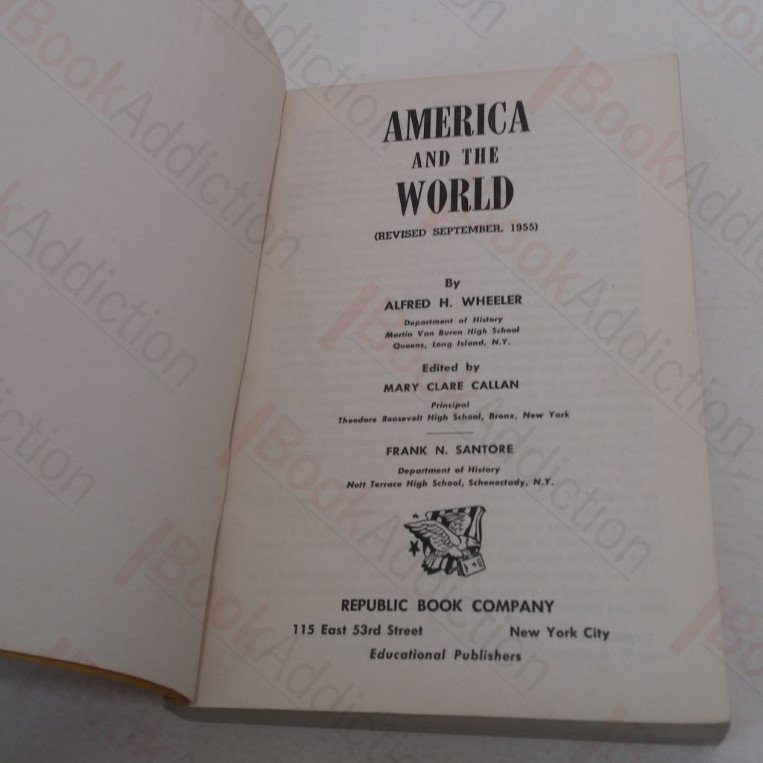 AMERICA
AND THE
WORLD
(REVISED SEPTEMBER, 1955)
By
ALFRED H. WHEELER
Department of History
Martin Van Buren High School
Queens, Long Island, N.Y.
Edited by
MARY CLARE CALLAN
Principal
Theodore Roosevelt High School, Bronx, New York
FRANK N. SANTORE
Department of History
Nott Terrace High School, Schenectady, N.Y.
REPUBLIC BOOK COMPANY
115 East 53rd Street New York City
Educational Publishers
BookAddiction